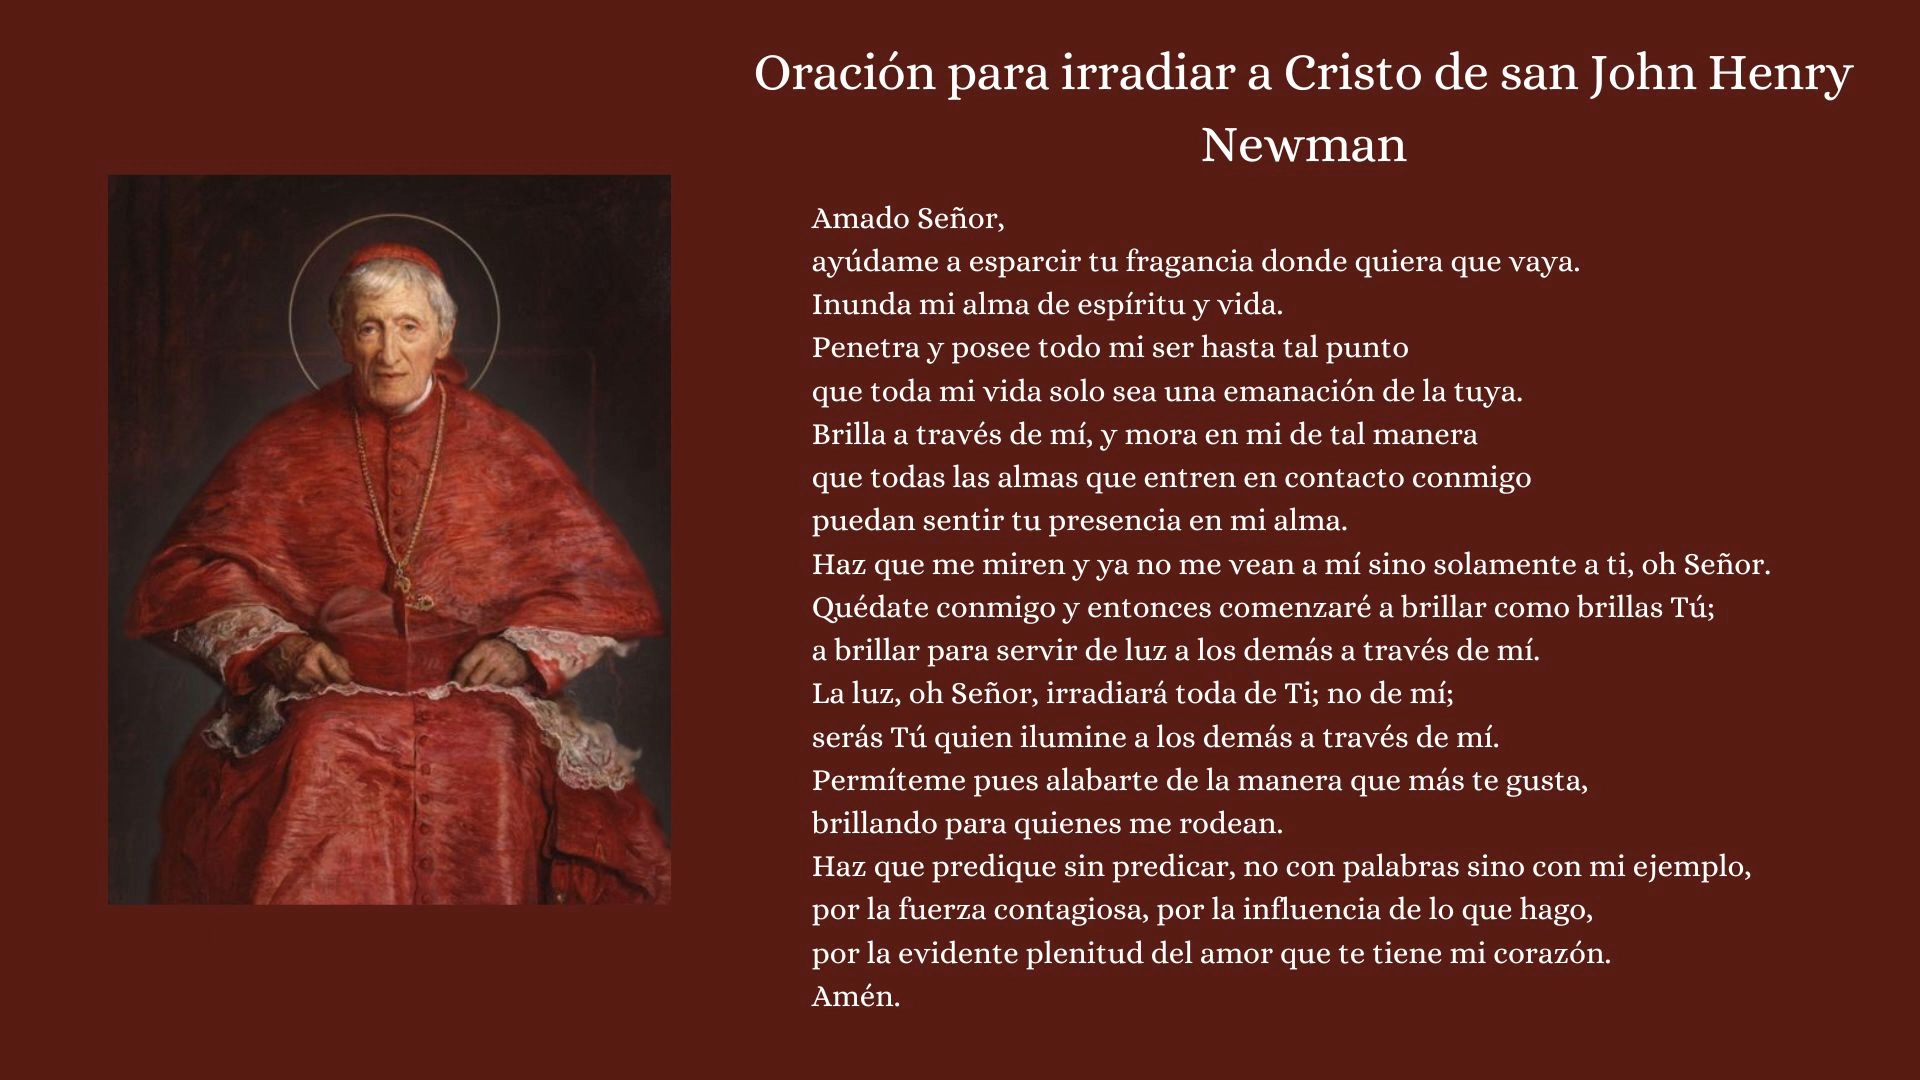 Oración para irradiar a Cristo de san John Henry
Newman
Amado Señor,
ayúdame a esparcir tu fragancia donde quiera que vaya.
Inunda mi alma de espíritu y vida.
Penetra y posee todo mi ser hasta tal punto
que toda mi vida solo sea una emanación de la tuya.
Brilla a través de mí, y mora en mi de tal manera
que todas las almas que entren en contacto conmigo
puedan sentir tu presencia en mi alma.
Haz que me miren y ya no me vean a mí sino solamente a ti, oh Señor.
Quédate conmigo y entonces comenzaré a brillar como brillas Tú;
a brillar para servir de luz a los demás a través de mí.
La luz, oh Señor, irradiará toda de Ti; no de mí;
serás Tú quien ilumine a los demás a través de mí.
Permíteme pues alabarte de la manera que más te gusta,
brillando para quienes me rodean.
Haz que predique sin predicar, no con palabras sino con mi ejemplo,
por la fuerza contagiosa, por la influencia de lo que hago,
por la evidente plenitud del amor que te tiene mi corazón.
Amén.